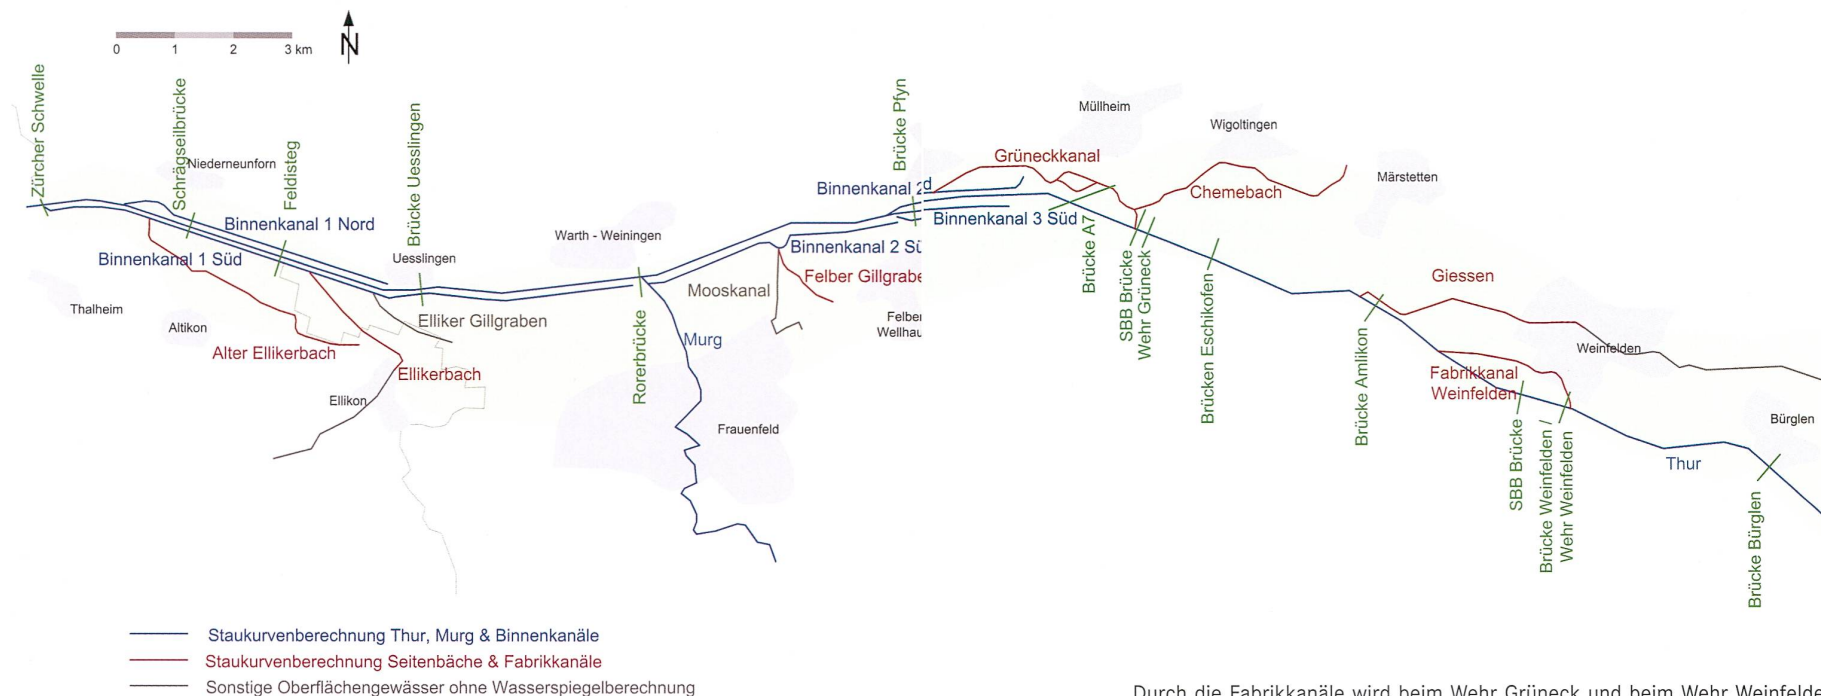 0 1 2 3 km
N
Zürcher Schwelle
Schrägseilbrücke
Niederneunforn
Feldisteg
Brücke Uesslingen
Binnenkanal 1 Nord
Binnenkanal 1 Süd
Uesslingen
Thalheim
Altikon
Alter Ellikerbach
Elliker Gillgraben
Ellikerbach
Ellikon
Warth - Weiningen
Rorerbrücke
Mooskanal
Murg
Frauenfeld
Brücke Pfyn
Binnenkanal 2
d
Binnenkanal 2 Sü
Felber Gillgrabe
Felben
Wellhau
Grüneckkanal
Binnenkanal 3 Süd
Müllheim
Wigoltingen
Chemebach
Märstetten
Brücke A7
SBB Brücke
Wehr Grüneck
Brücken Eschikofen
Giessen
Weinfelden
Brücke Amlikon
Fabrikkanal
Weinfelden
SBB Brücke
Brücke Weinfelden /
Wehr Weinfelden
Thur
Bürglen
Brücke Bürglen
Staukurvenberechnung Thur, Murg & Binnenkanäle
Staukurvenberechnung Seitenbäche & Fabrikkanäle
Sonstige Oberflächengewässer ohne Wasserspiegelberechnung
Durch die Fabrikkanäle wird beim Wehr Grüneck und beim Wehr Weinfelde